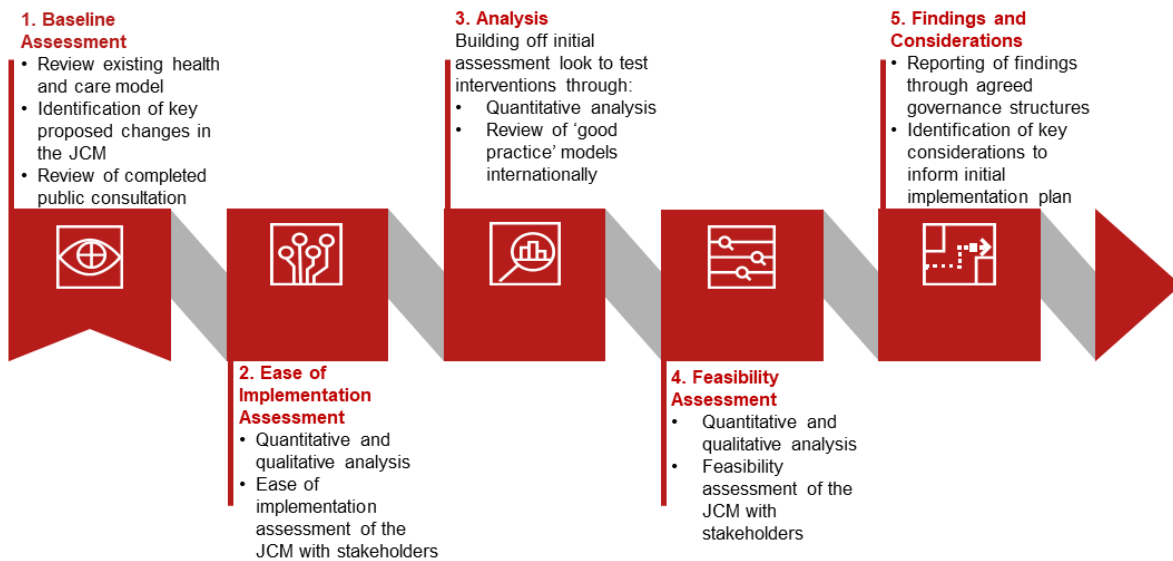 1. Baseline
Assessment
• Review existing health
and care model
• Identification of key
proposed changes in
the JCM
• Review of completed
public consultation
2. Ease of
Implementation
Assessment
• Quantitative and
qualitative analysis
• Ease of
implementation
assessment of the
JCM with stakeholders
3. Analysis
Building off initial
assessment look to test
interventions through:
• Quantitative analysis
• Review of ‘good
practice’ models
internationally
4. Feasibility
Assessment
• Quantitative and
qualitative analysis
• Feasibility
assessment of the
JCM with
stakeholders
5. Findings and
Considerations
• Reporting of findings
through agreed
governance structures
• Identification of key
considerations to
inform initial
implementation plan